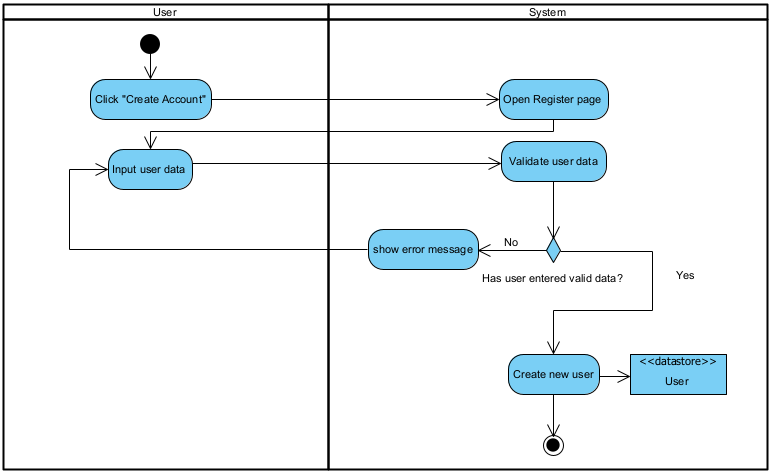 User
System
Click "Create Account"
Open Register page
Input user data
Validate user data
show error message
No
Has user entered valid data?
Yes
Create new user
<<datastore>>
User